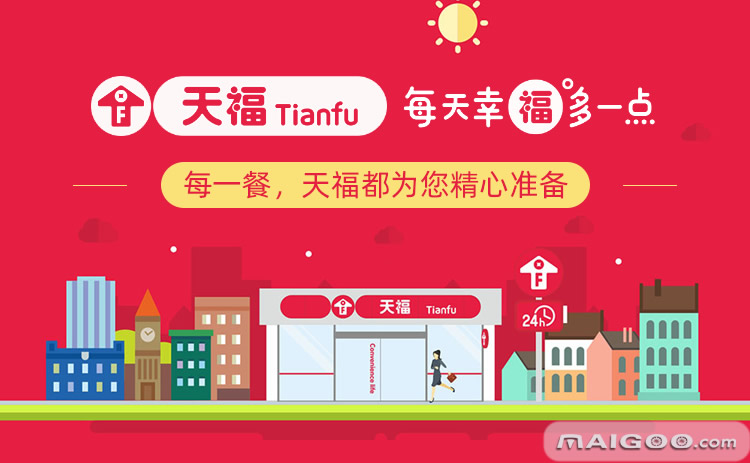 天福 Tianfu 每天幸福多一点
每一餐，天福都为您精心准备
F
天福 Tianfu
24h
Convenience life
MAIGOO.com